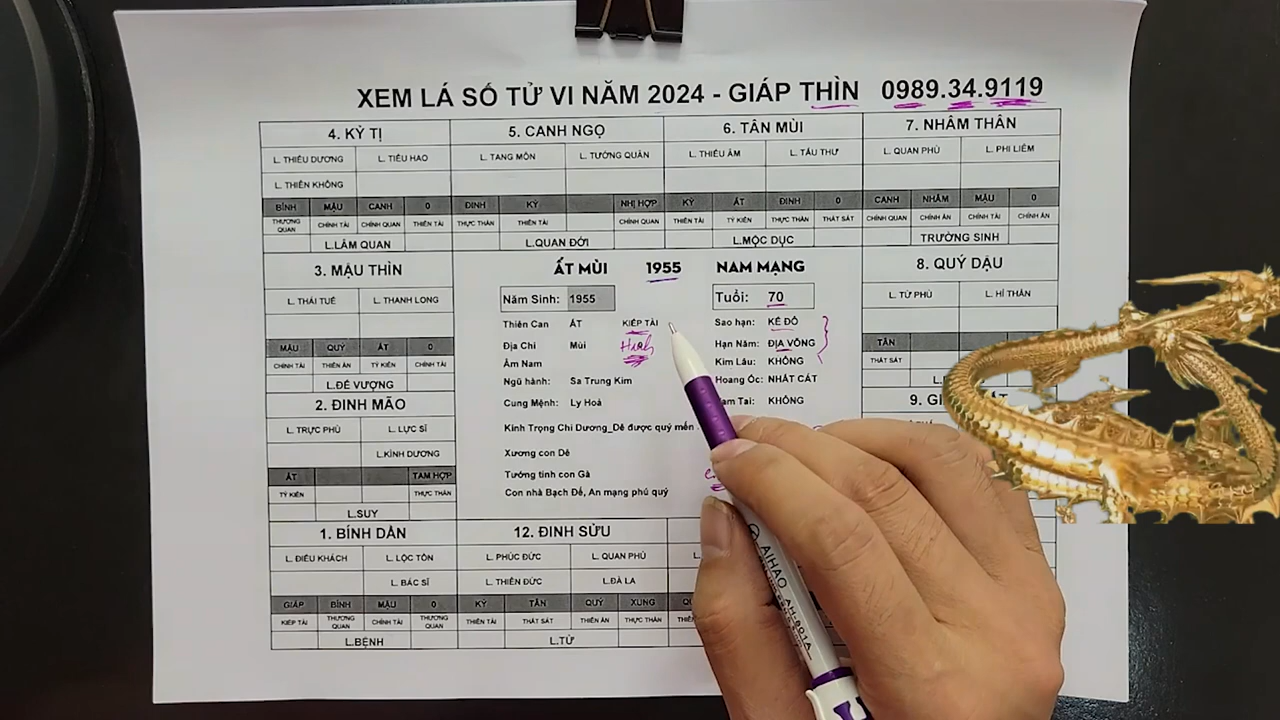 XEM LÁ SỐ TỬ VI NĂM 2024 - GIÁP THÌN 0989.34.9119
4. KỶ TỊ
L. THIẾU DƯƠNG L. TIỂU HAO
L. THIÊN KHÔNG
BÍNH MẬU CANH 0
THƯƠNG QUAN CHÍNH TÀI CHÍNH QUAN THIÊN TÀI
L.LÂM QUAN
5. CANH NGỌ
L. TANG MÔN L. TƯỚNG QUÂN
ĐINH KỶ NHỊ HỢP
THỰC THẦN THIÊN TÀI CHÍNH QUAN
L.QUAN ĐỚI
6. TÂN MÙI
L. THIẾU ÂM L. TẤU THƯ
KỶ ẤT ĐINH 0
THIÊN TÀI TỶ KIÊN THỰC THẦN THẤT SÁT
L.MỘC DỤC
7. NHÂM THÂN
L. QUAN PHÙ L. PHI LIÊM
CANH NHÂM MẬU 0
CHÍNH QUAN CHÍNH ẤN CHÍNH TÀI CHÍNH ẤN
TRƯỜNG SINH
3. MẬU THÌN
L. THÁI TUẾ L. THANH LONG
MẬU QUÝ ẤT 0
CHÍNH TÀI THIÊN ẤN TỶ KIÊN CHÍNH TÀI
L.ĐẾ VƯỢNG
ẤT MÙI 1955 NAM MẠNG
Năm Sinh: 1955 Tuổi: 70
Thiên Can ẤT KIẾP TÀI Sao hạn: KẾ ĐÔ
Địa Chi Mùi Hình Hạn Năm: ĐỊA VÕNG
Âm Nam Kim Lâu: KHÔNG
Ngũ hành: Sa Trung Kim Hoang Ốc: NHẤT CÁT
Cung Mệnh: Ly Hoả Tam Tai: KHÔNG
Kính Trọng Chi Dương_Dê được quý mến
Xương con Dê
Tướng tinh con Gà
Con nhà Bạch Đế, An mạng phú quý
8. QUÝ DẬU
L. TỬ PHÙ L. HỈ THẦN
TÂN
THẤT SÁT
2. ĐINH MÃO
L. TRỰC PHÙ L. LỰC SĨ
L.KÌNH DƯƠNG
ẤT TAM HỢP
TỶ KIÊN THỰC THẦN
L.SUY
1. BÍNH DẦN
L. ĐIẾU KHÁCH L. LỘC TỒN
L. BÁC SĨ
GIÁP BÍNH MẬU 0
KIẾP TÀI THƯƠNG QUAN CHÍNH TÀI THƯƠNG QUAN
L.BỆNH
12. ĐINH SỬU
L. PHÚC ĐỨC L. QUAN PHỦ
L. THIÊN ĐỨC L.ĐÀ LA
KỶ TÂN QUÝ XUNG
THIÊN TÀI THẤT SÁT THIÊN ẤN THỰC THẦN
L.TỬ
AIHAO AH-801A